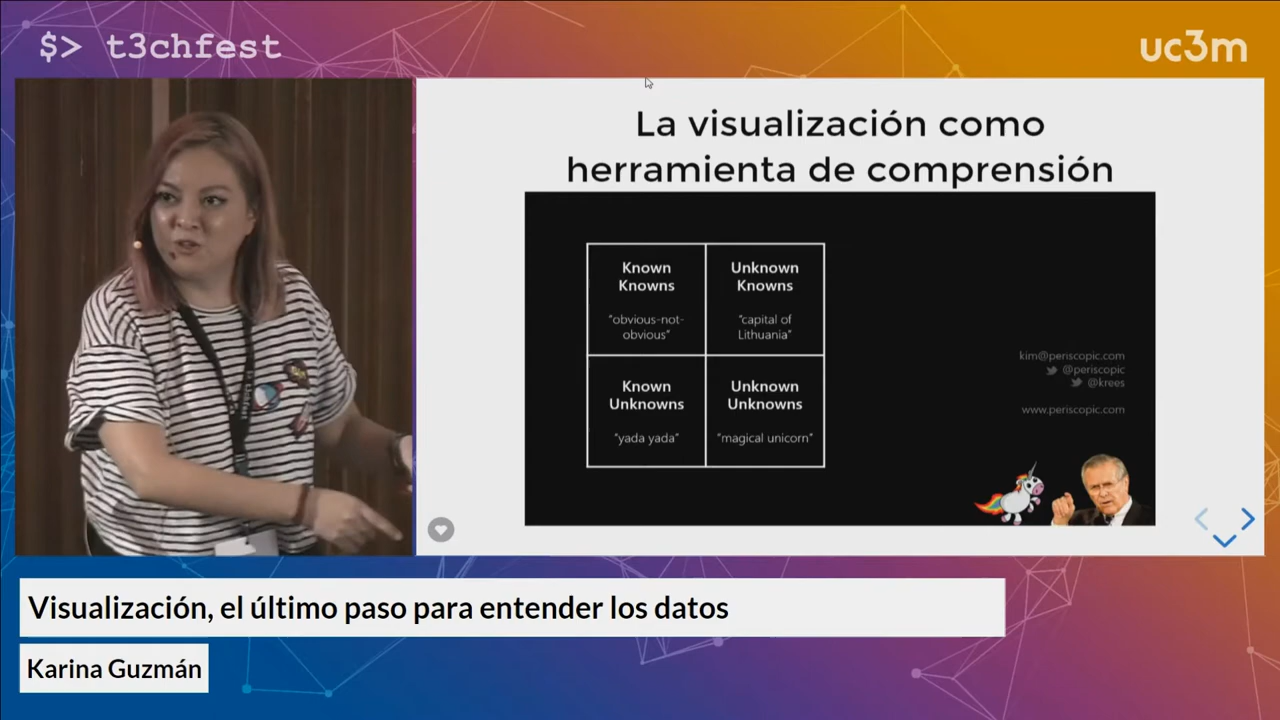 $> t3chfest
uc3m
La visualización como
herramienta de comprensión
Known
Knowns
"obvious-not-
obvious"
Unknown
Knowns
"capital of
Lithuania"
Known
Unknowns
"yada yada"
Unknown
Unknowns
"magical unicorn"
kim@periscopic.com
@periscopic
@krees
www.periscopic.com
Visualización, el último paso para entender los datos
Karina Guzmán